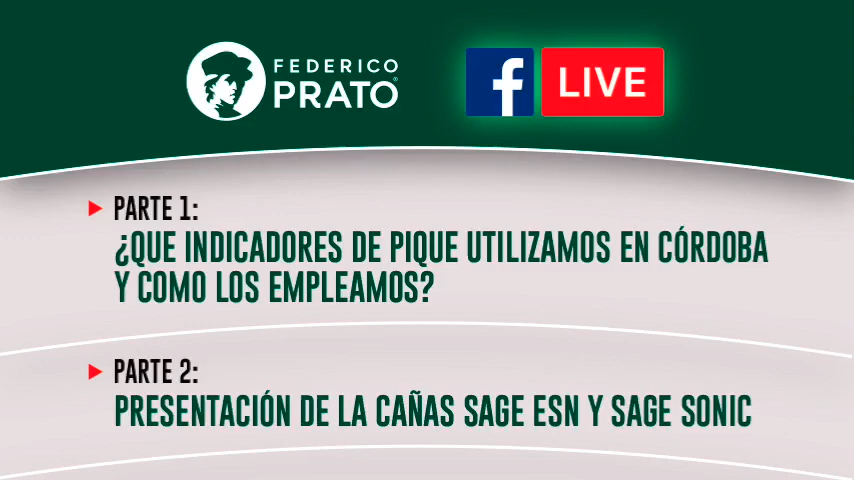 FEDERICO
PRATO®
f LIVE
PARTE 1:
¿QUE INDICADORES DE PIQUE UTILIZAMOS EN CÓRDOBA
Y COMO LOS EMPLEAMOS?
PARTE 2:
PRESENTACIÓN DE LA CAÑAS SAGE ESN Y SAGE SONIC